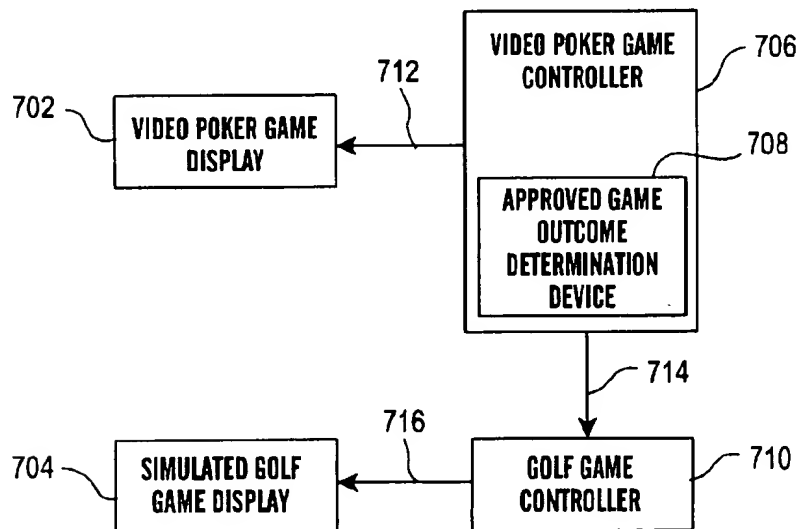 VIDEO POKER GAME
CONTROLLER
706
712
702
VIDEO POKER GAME
DISPLAY
708
APPROVED GAME
OUTCOME
DETERMINATION
DEVICE
714
716
704
SIMULATED GOLF
GAME DISPLAY
GOLF GAME
CONTROLLER
710